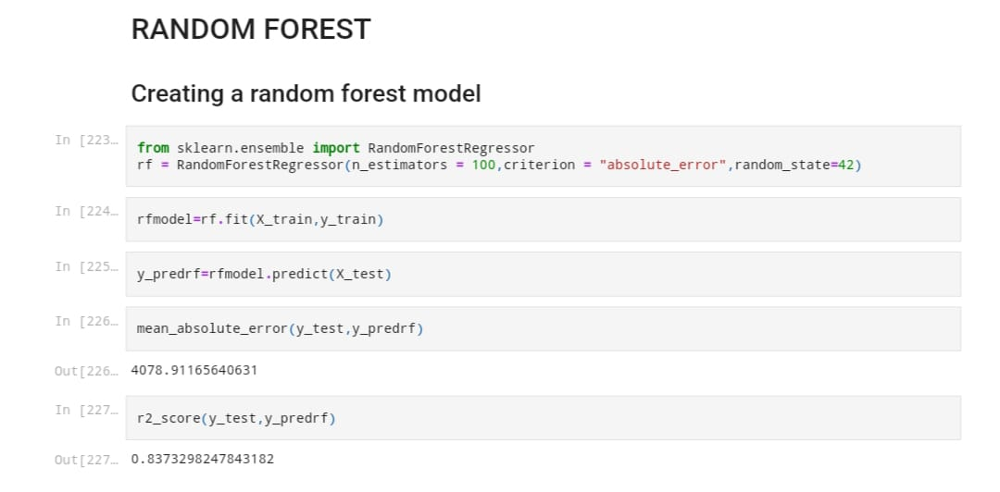 RANDOM FOREST
Creating a random forest model
In [223…
from sklearn.ensemble import RandomForestRegressor
rf = RandomForestRegressor(n_estimators = 100,criterion = "absolute_error",random_state=42)
In [224…
rfmodel=rf.fit(X_train,y_train)
In [225…
y_predrf=rfmodel.predict(X_test)
In [226…
mean_absolute_error(y_test,y_predrf)
Out[226…
4078.91165640631
In [227…
r2_score(y_test,y_predrf)
Out[227…
0.8373298247843182